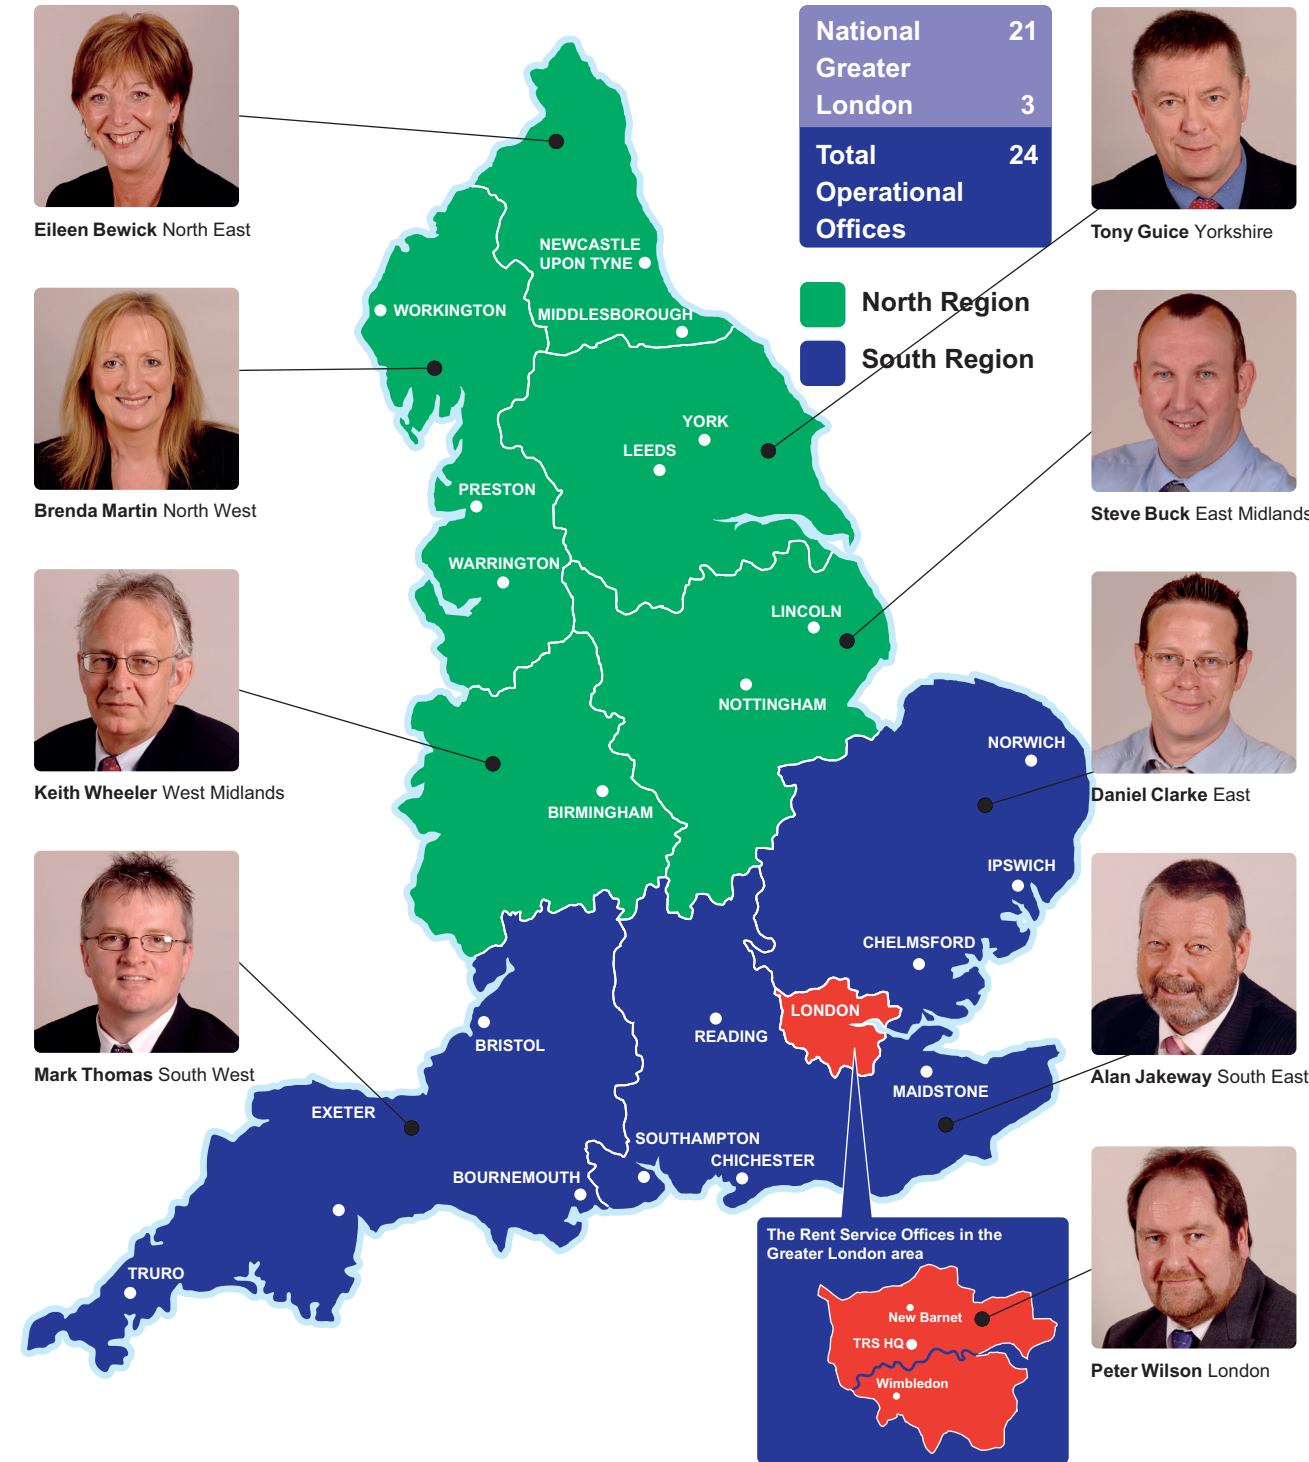 National 21
Greater
London 3
Total 24
Operational
Offices
North Region
South Region
Eileen Bewick North East
Brenda Martin North West
Keith Wheeler West Midlands
Mark Thomas South West
Tony Guice Yorkshire
Steve Buck East Midlands
Daniel Clarke East
Alan Jakeway South East
Peter Wilson London
NEWCASTLE
UPON TYNE
WORKINGTON
MIDDLESBOROUGH
YORK
LEEDS
PRESTON
WARRINGTON
LINCOLN
NOTTINGHAM
NORWICH
BIRMINGHAM
IPSWICH
CHELMSFORD
LONDON
READING
BRISTOL
MAIDSTONE
EXETER
SOUTHAMPTON
CHICHESTER
BOURNEMOUTH
TRURO
The Rent Service Offices in the
Greater London area
New Barnet
TRS HQ
Wimbledon